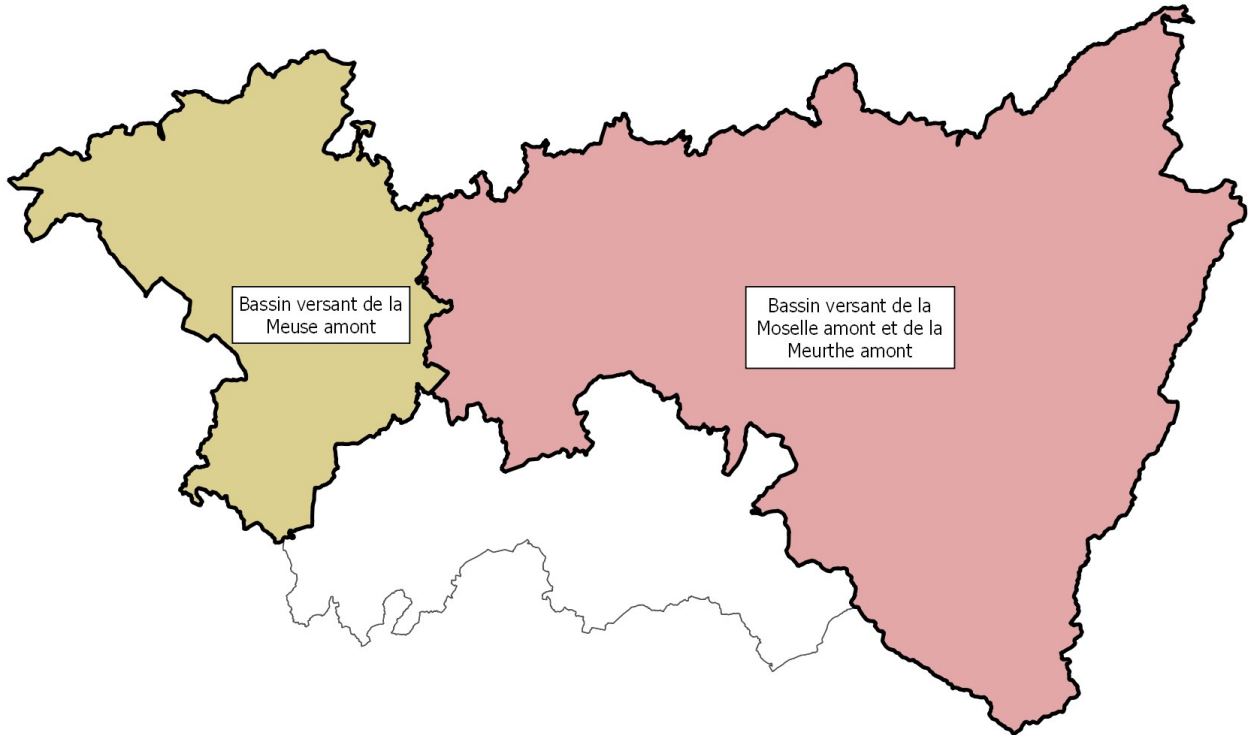 Bassin versant de la
Meuse amont
Bassin versant de la
Moselle amont et de la
Meurthe amont